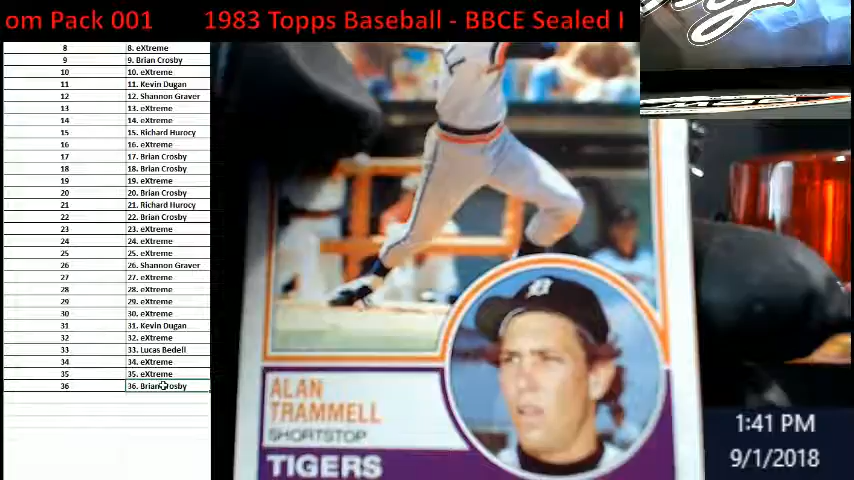 om Pack 001 1983 Topps Baseball - BBCE Sealed
8 8. eXtreme
9 9. Brian Crosby
10 10. eXtreme
11 11. Kevin Dugan
12 12. Shannon Graver
13 13. eXtreme
14 14. eXtreme
15 15. Richard Hurocy
16 16. eXtreme
17 17. Brian Crosby
18 18. Brian Crosby
19 19. eXtreme
20 20. Brian Crosby
21 21. Richard Hurocy
22 22. Brian Crosby
23 23. eXtreme
24 24. eXtreme
25 25. eXtreme
26 26. Shannon Graver
27 27. eXtreme
28 28. eXtreme
29 29. eXtreme
30 30. eXtreme
31 31. Kevin Dugan
32 32. eXtreme
33 33. Lucas Bedell
34 34. eXtreme
35 35. eXtreme
36 36. Brian Crosby
ALAN
TRAMMELL
SHORTSTOP
TIGERS
D
1:41 PM
9/1/2018